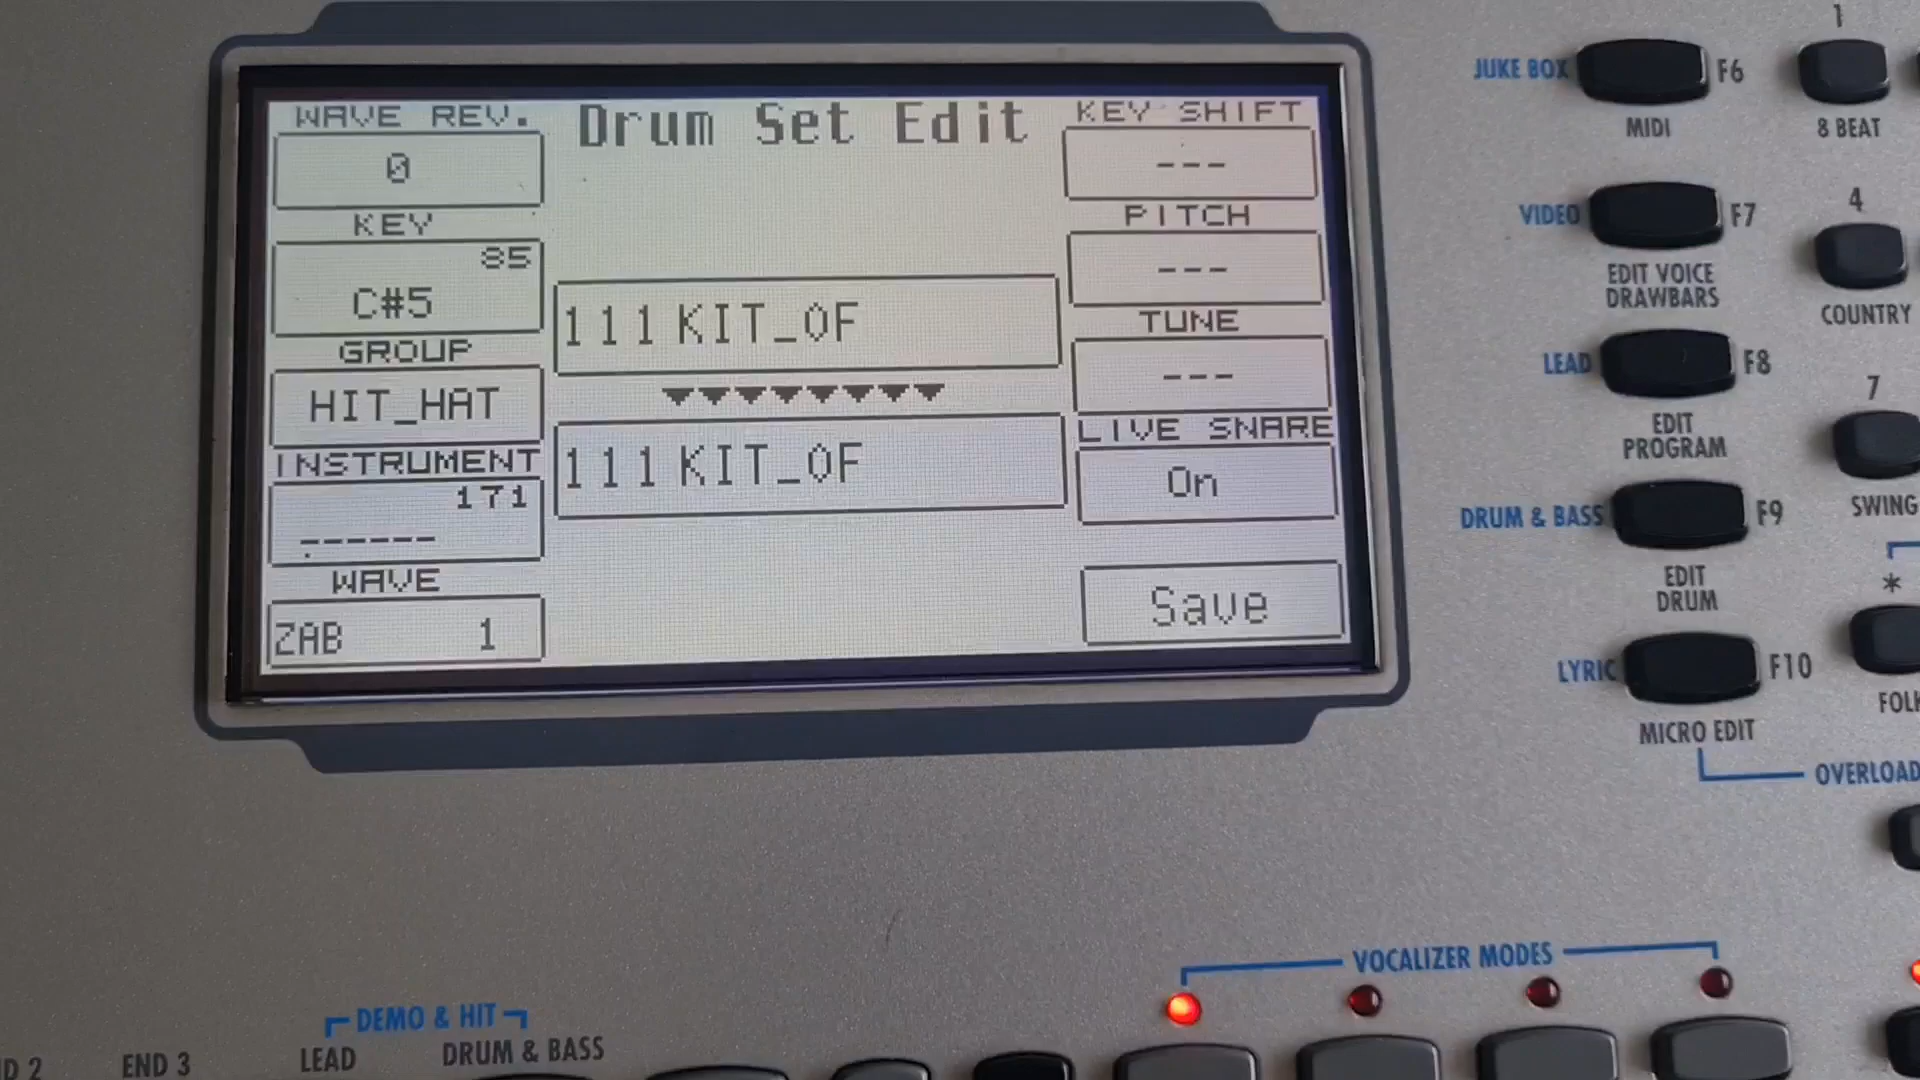 WAVE REV.
0
KEY
85
C#5
GROUP
HIT_HAT
INSTRUMENT
171
------
WAVE
ZAB 1
Drum Set Edit
111 KIT_OF
▼▼▼▼▼▼▼▼
111 KIT_OF
KEY SHIFT
---
PITCH
---
TUNE
---
LIVE SNARE
On
Save
JUKE BOX F6
MIDI
VIDEO F7
EDIT VOICE
DRAWBARS
LEAD F8
EDIT
PROGRAM
DRUM & BASS F9
EDIT
DRUM
LYRIC F10
MICRO EDIT
OVERLOAD
1
8 BEAT
4
COUNTRY
7
SWING
*
VOCALIZER MODES
DEMO & HIT
END 3
LEAD
DRUM & BASS